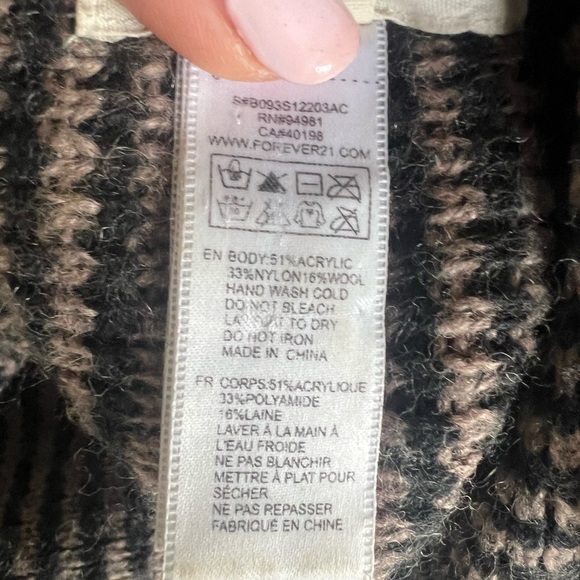 S#B093S12203AC
RN#94981
CA#40198
WWW.FOREVER21.COM
EN BODY:51%ACRYLIC
33%NYLON16%WOOL
HAND WASH COLD
DO NOT BLEACH
TO DRY
DO NOT IRON
MADE IN CHINA
FR CORPS:51%ACRYLIQUE
33%POLYAMIDE
16%LAINE
LAVER À LA MAIN À
L'EAU FROIDE
NE PAS BLANCHIR
METTRE À PLAT POUR
SÉCHER
NE PAS REPASSER
FABRIQUÉ EN CHINE